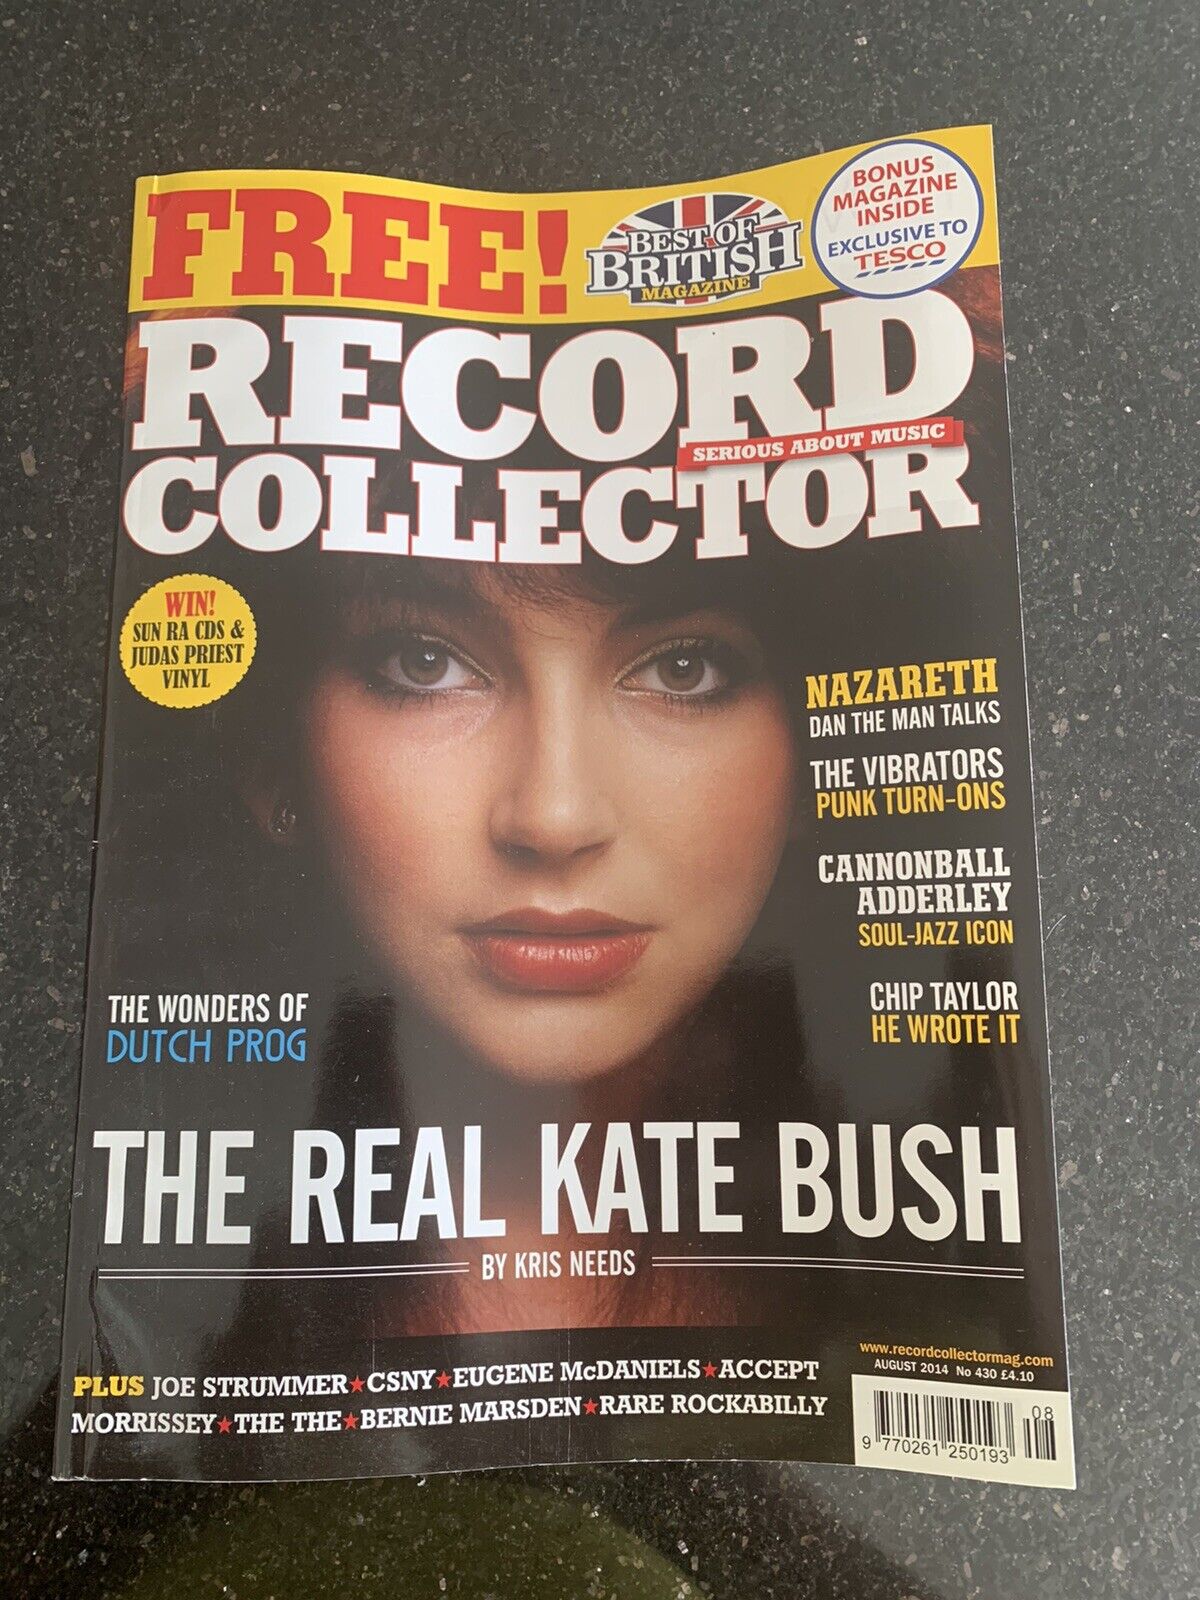 FREE!
BEST OF
BRITISH
MAGAZINE
BONUS
MAGAZINE
INSIDE
EXCLUSIVE TO
TESCO
RECORD
SERIOUS ABOUT MUSIC
COLLECTOR
WIN!
SUN RA CDS &
JUDAS PRIEST
VINYL
NAZARETH
DAN THE MAN TALKS
THE VIBRATORS
PUNK TURN-ONS
CANNONBALL
ADDERLEY
SOUL-JAZZ ICON
CHIP TAYLOR
HE WROTE IT
THE WONDERS OF
DUTCH PROG
THE REAL KATE BUSH
BY KRIS NEEDS
PLUS JOE STRUMMER★CSNY★EUGENE McDANIELS★ACCEPT
MORRISSEY★THE THE★BERNIE MARSDEN★RARE ROCKABILLY
www.recordcollectormag.com
AUGUST 2014 No 430 £4.10
08
9 770261 250193